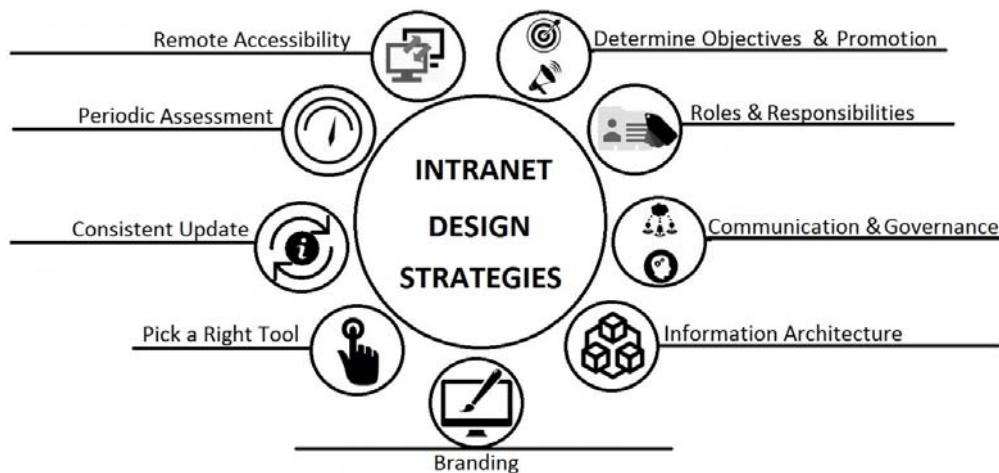 Remote Accessibility
Determine Objectives & Promotion
Periodic Assessment
Roles & Responsibilities
INTRANET
DESIGN
STRATEGIES
Consistent Update
Communication & Governance
Pick a Right Tool
Information Architecture
Branding